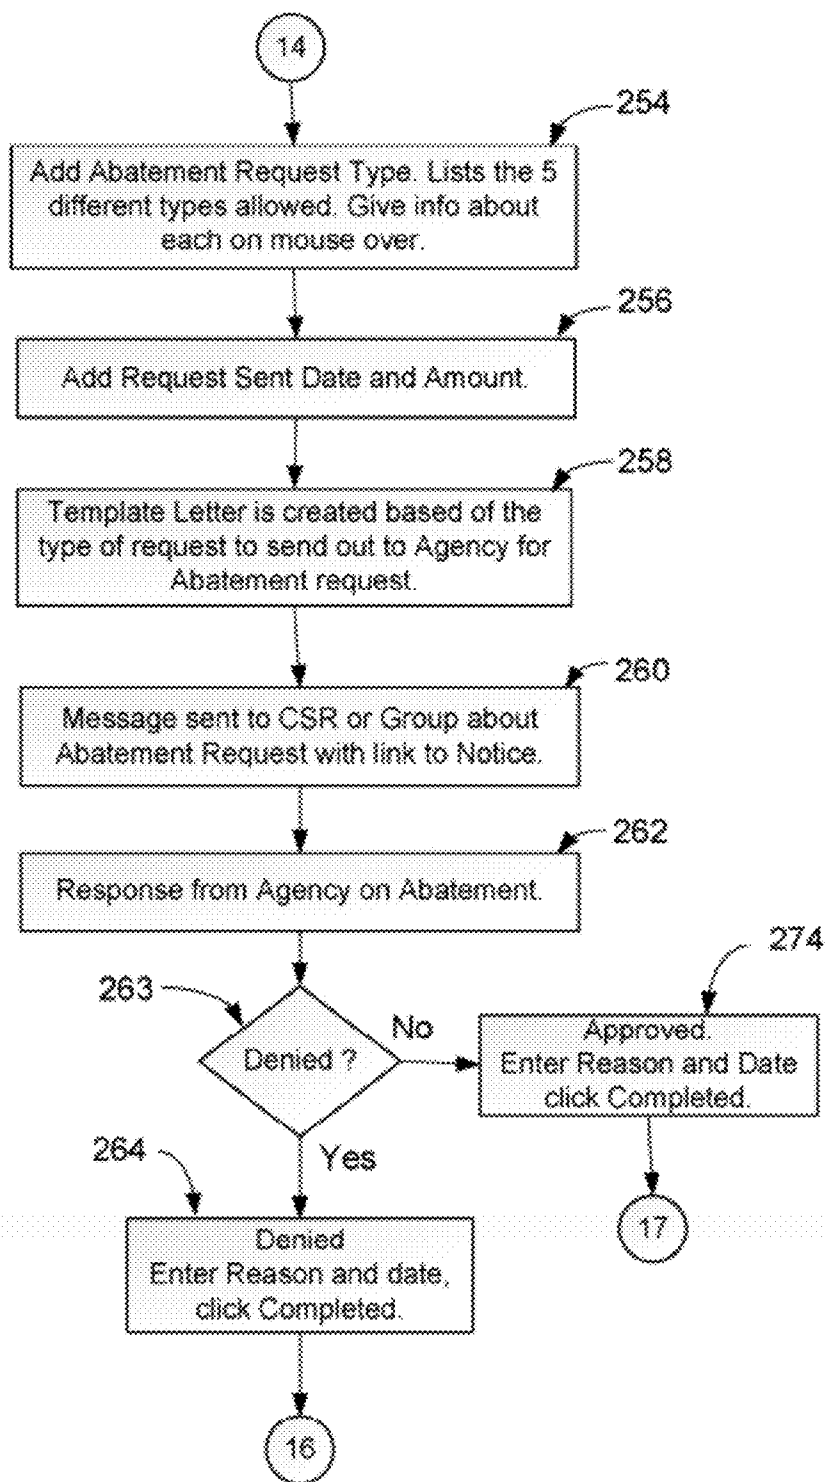 14
254
Add Abatement Request Type. Lists the 5
different types allowed. Give info about
each on mouse over.
256
Add Request Sent Date and Amount.
258
Template Letter is created based of the
type of request to send out to Agency for
Abatement request.
260
Message sent to CSR or Group about
Abatement Request with link to Notice.
262
Response from Agency on Abatement.
263
Denied ?
No
274
Approved.
Enter Reason and Date
click Completed.
17
Yes
264
Denied
Enter Reason and date,
click Completed.
16